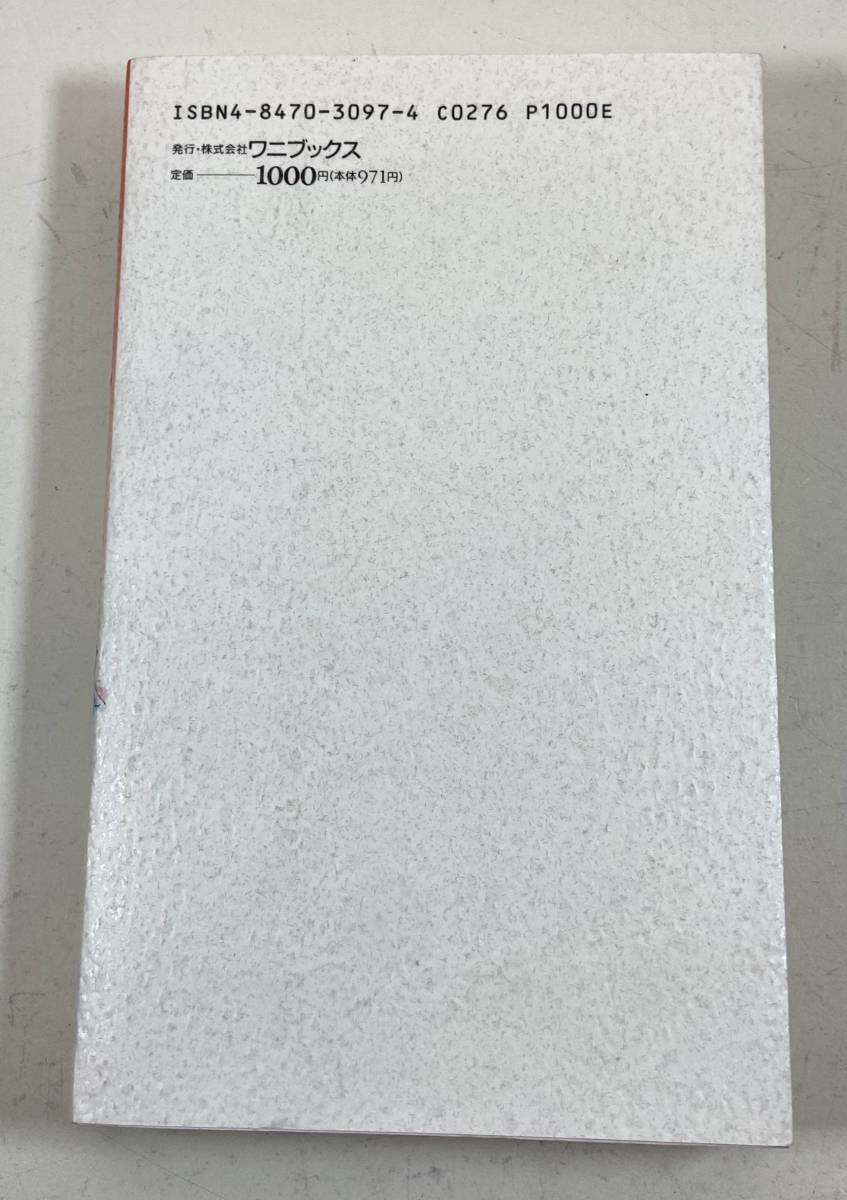 ISBN4-8470-3097-4 C0276 P1000E
発行・株式会社ワニブックス
定価――1000円(本体971円)